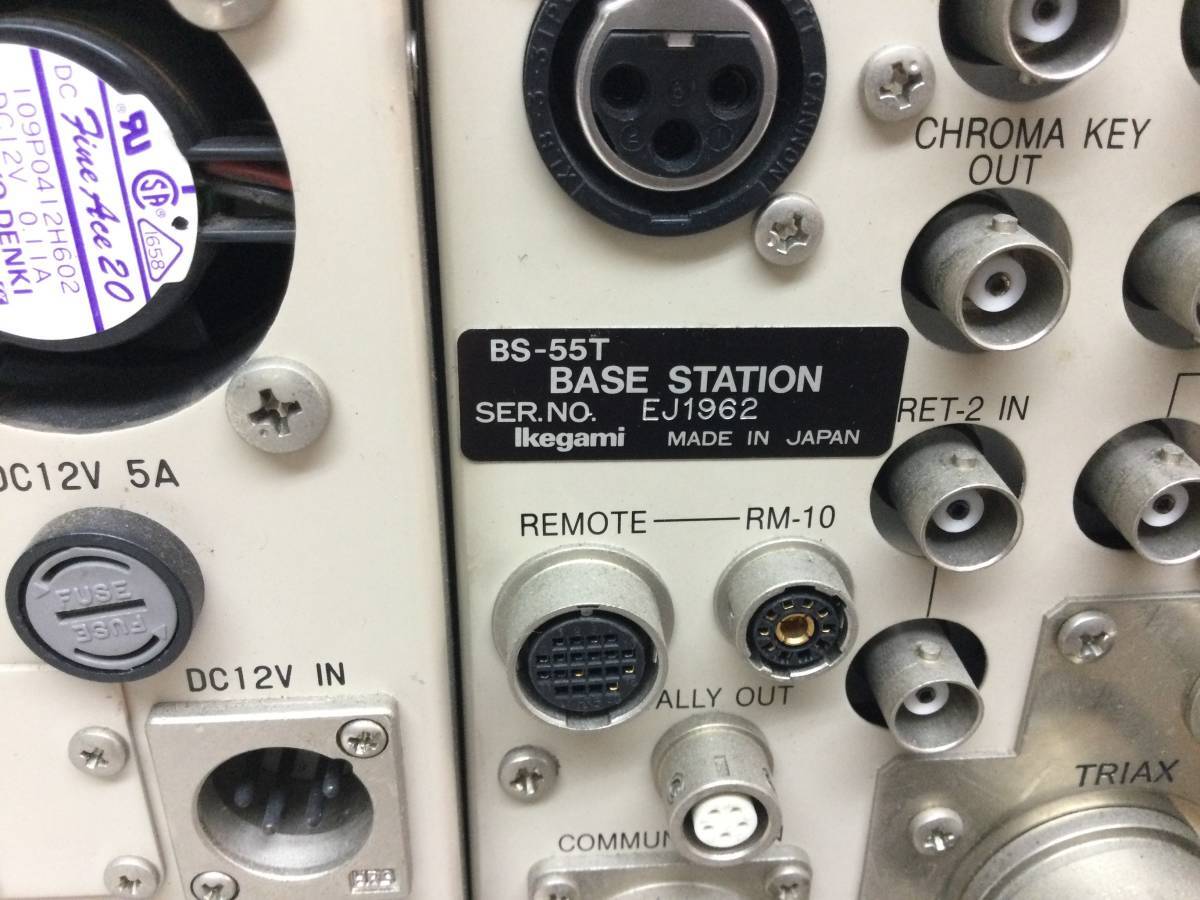 DC Fine Ace 20
109P0412H602
DC12V 0.11A
DENKI
1658
CANNON
CHROMA KEY
OUT
BS-55T
BASE STATION
SER.NO. EJ1962
Ikegami MADE IN JAPAN
RET-2 IN
DC12V 5A
REMOTE RM-10
FUSE
FUSE
DC12V IN
ALLY OUT
TRIAX
COMMUN